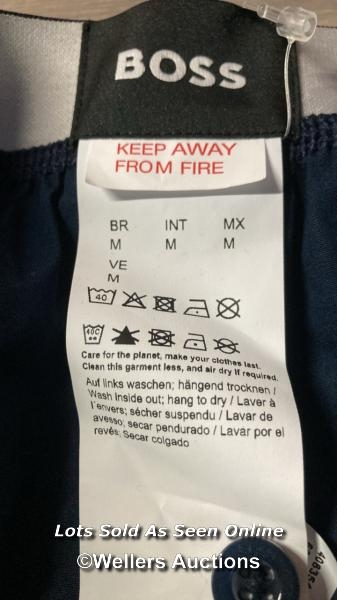 BOSS
KEEP AWAY
FROM FIRE
BR INT MX
M M M
VE
M
40
40C
Care for the planet, make your clothes last.
Clean this garment less, and air dry if required.
Auf links waschen; hängend trocknen /
Wash inside out; hang to dry / Laver à
l'envers; sécher suspendu / Lavar de
avesso; secar pendurado / Lavar por el
revés; Secar colgado
Lots Sold As Seen Online
©Wellers Auctions